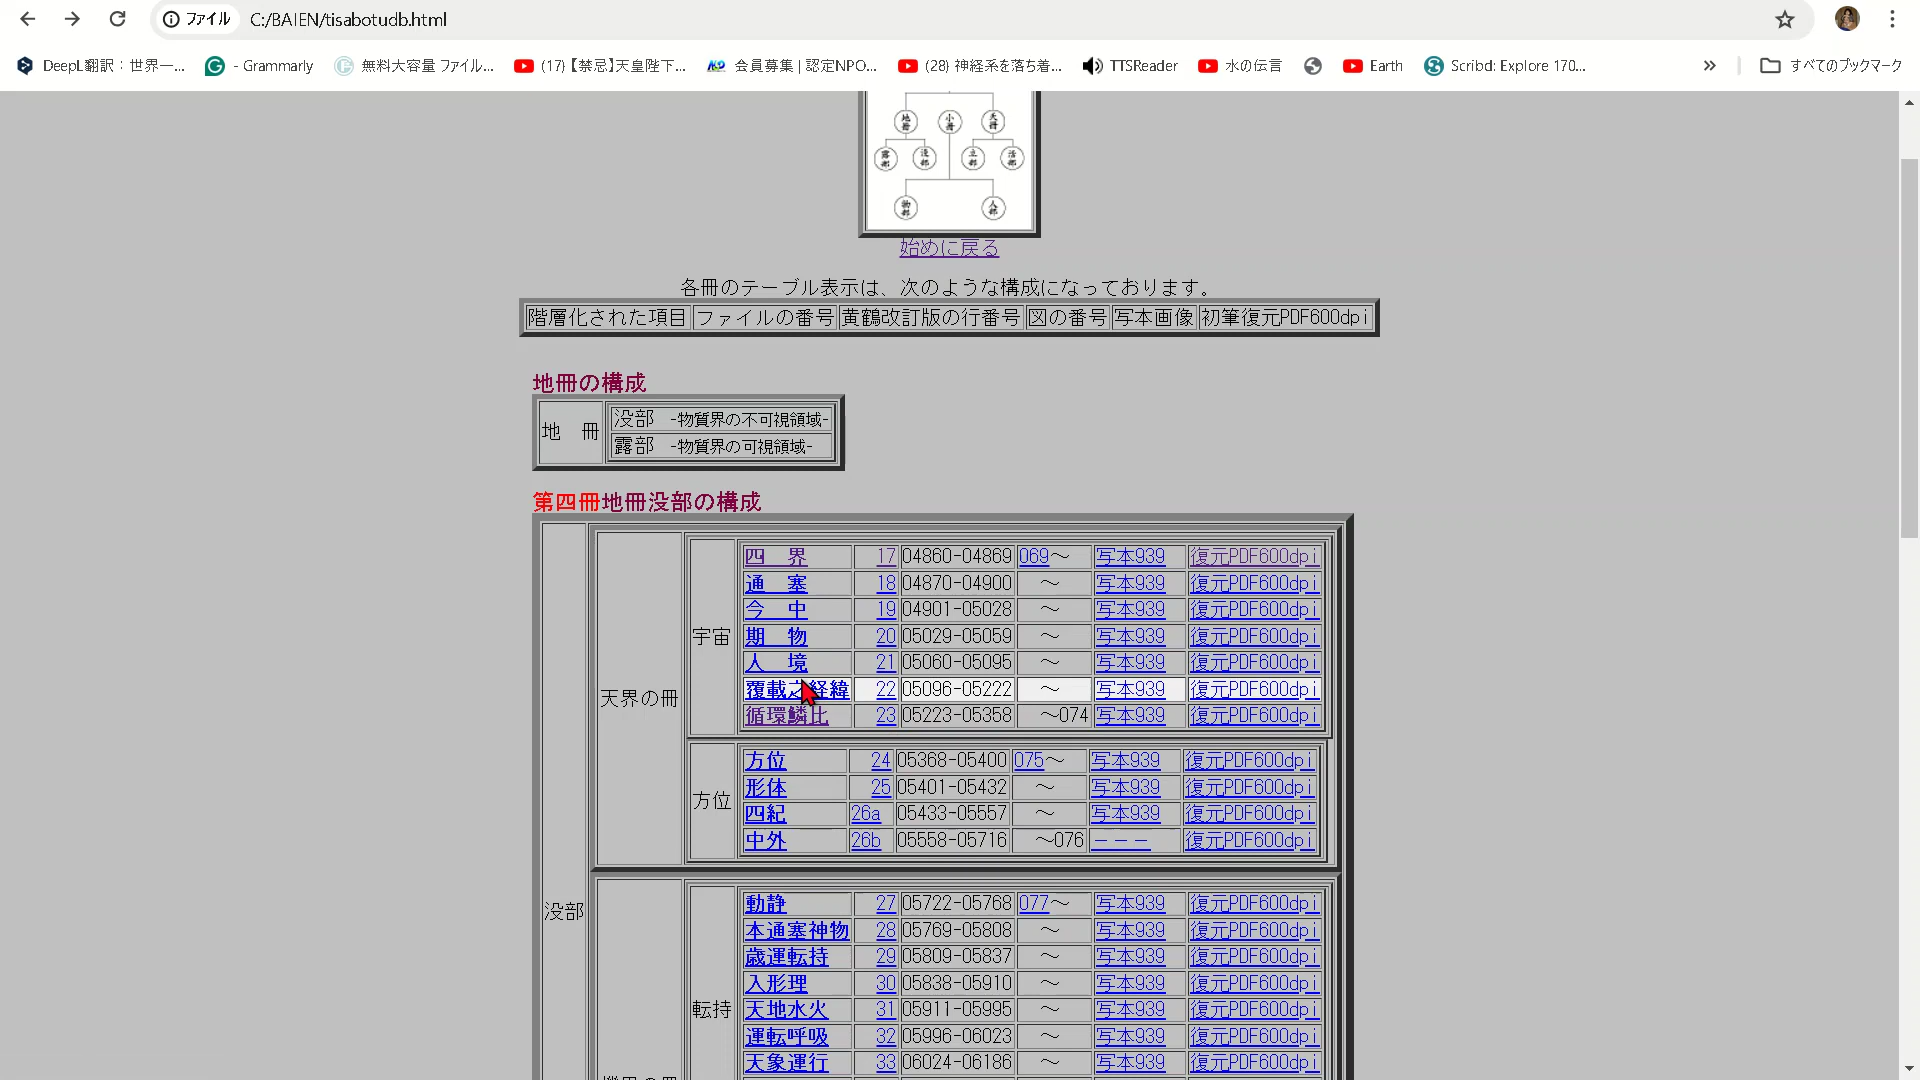 ファイル C:/BAIEN/tisabotudb.html
DeepL翻訳：世界一... - Grammarly 無料大容量 ファイル... (17)【禁忌】天皇陛下... 会員募集 | 認定NPO... (28) 神経系を落ち着... TTSReader 水の伝言 Earth Scribd: Explore 170... » すべてのブックマーク
地冊 小冊 天冊
露部 没部 立部 活部
物部 人部
始めに戻る
各冊のテーブル表示は、次のような構成になっております。
階層化された項目 ファイルの番号 黄鶴改訂版の行番号 図の番号 写本画像 初筆復元PDF600dpi
地冊の構成
地　冊
没部 -物質界の不可視領域-
露部 -物質界の可視領域-
第四冊地冊没部の構成
没部
天界の冊
宇宙
四　界 17 04860-04869 069～ 写本939 復元PDF600dpi
通　塞 18 04870-04900 ～ 写本939 復元PDF600dpi
今　中 19 04901-05028 ～ 写本939 復元PDF600dpi
期　物 20 05029-05059 ～ 写本939 復元PDF600dpi
人　境 21 05060-05095 ～ 写本939 復元PDF600dpi
覆載之経緯 22 05096-05222 ～ 写本939 復元PDF600dpi
循環鱗比 23 05223-05358 ～074 写本939 復元PDF600dpi
方位
方位 24 05368-05400 075～ 写本939 復元PDF600dpi
形体 25 05401-05432 ～ 写本939 復元PDF600dpi
四紀 26a 05433-05557 ～ 写本939 復元PDF600dpi
中外 26b 05558-05716 ～076 －－－ 復元PDF600dpi
転持
動静 27 05722-05768 077～ 写本939 復元PDF600dpi
本通塞神物 28 05769-05808 ～ 写本939 復元PDF600dpi
歳運転持 29 05809-05837 ～ 写本939 復元PDF600dpi
入形理 30 05838-05910 ～ 写本939 復元PDF600dpi
天地水火 31 05911-05995 ～ 写本939 復元PDF600dpi
運転呼吸 32 05996-06023 ～ 写本939 復元PDF600dpi
天象運行 33 06024-06186 ～ 写本939 復元PDF600dpi